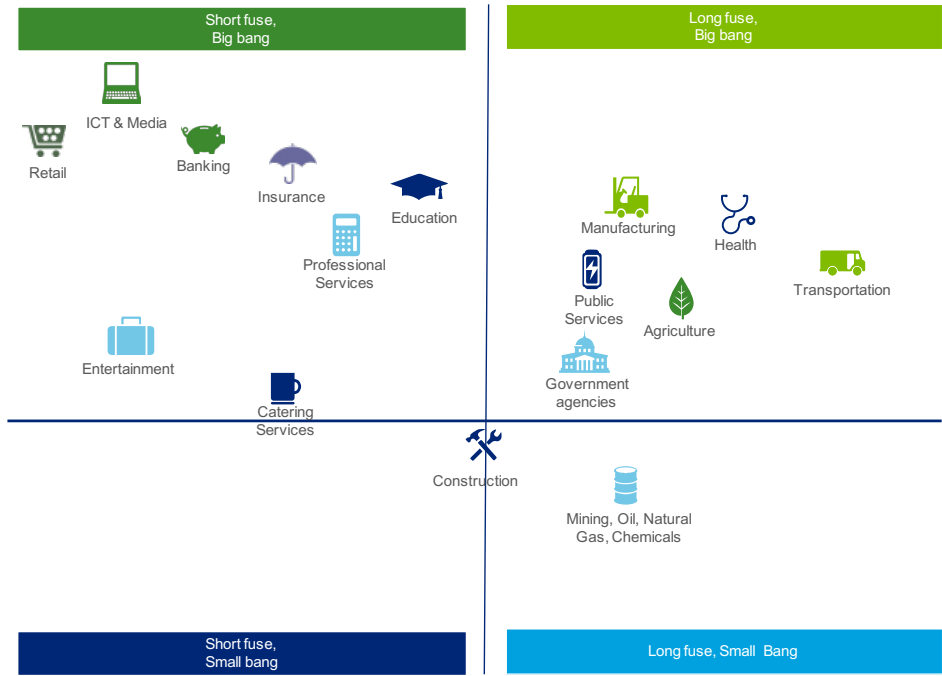 Short fuse,
Big bang
Long fuse,
Big bang
ICT & Media
Retail
Banking
Insurance
Education
Professional
Services
Manufacturing
Health
Transportation
Public
Services
Agriculture
Entertainment
Government
agencies
Catering
Services
Construction
Mining, Oil, Natural
Gas, Chemicals
Short fuse,
Small bang
Long fuse, Small Bang